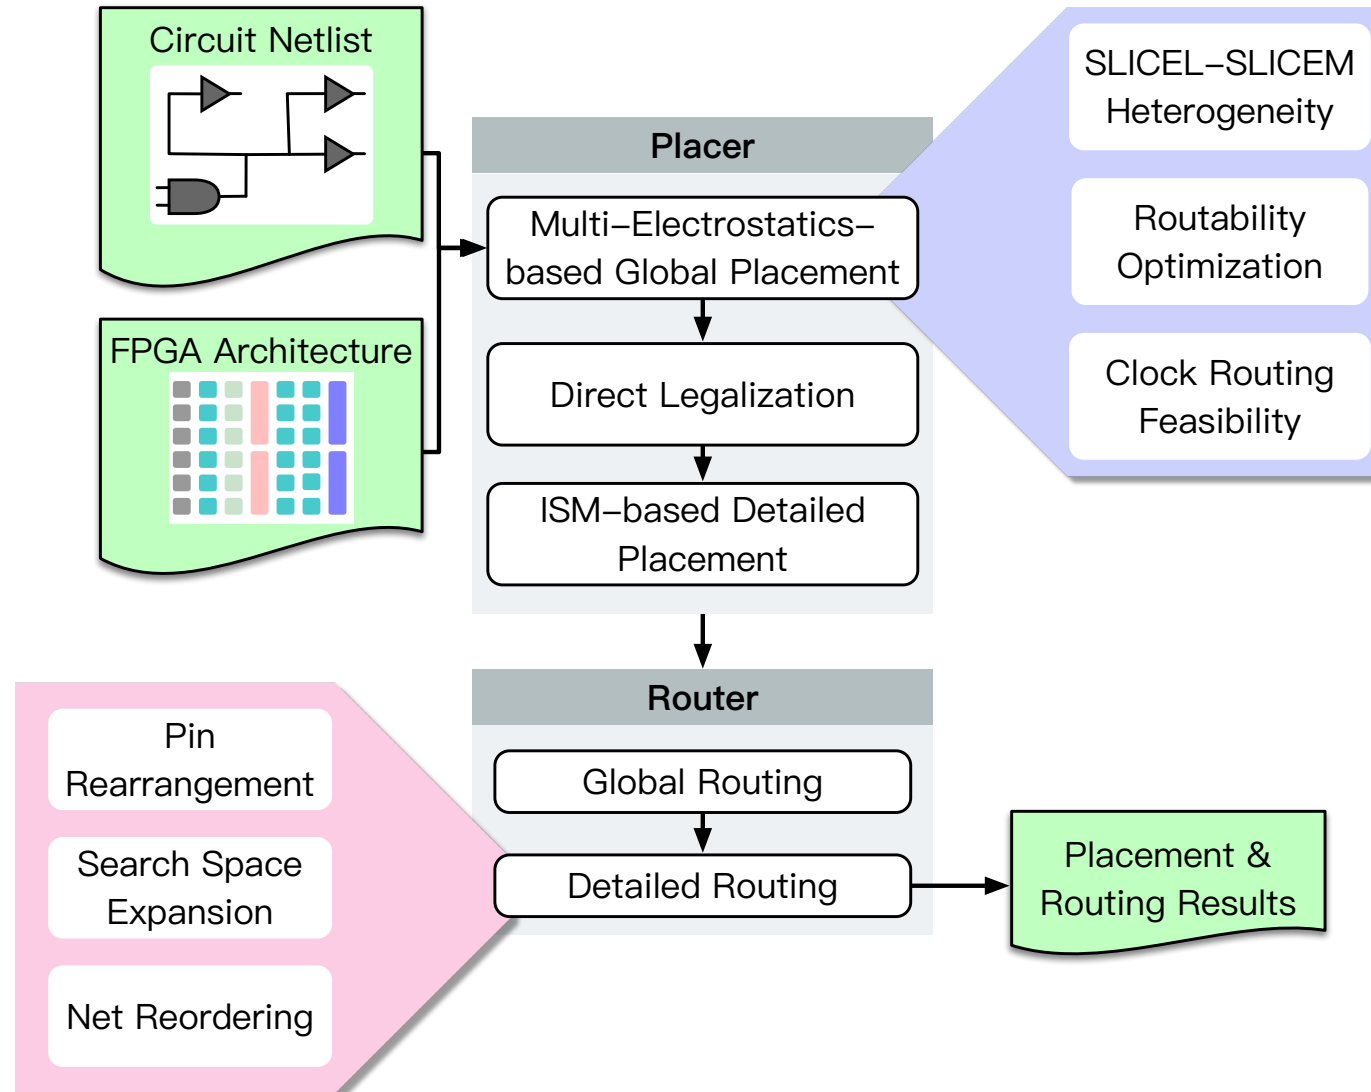 Circuit Netlist
FPGA Architecture
Placer
Multi–Electrostatics–
based Global Placement
Direct Legalization
ISM–based Detailed
Placement
SLICEL–SLICEM
Heterogeneity
Routability
Optimization
Clock Routing
Feasibility
Router
Global Routing
Detailed Routing
Pin
Rearrangement
Search Space
Expansion
Net Reordering
Placement &
Routing Results